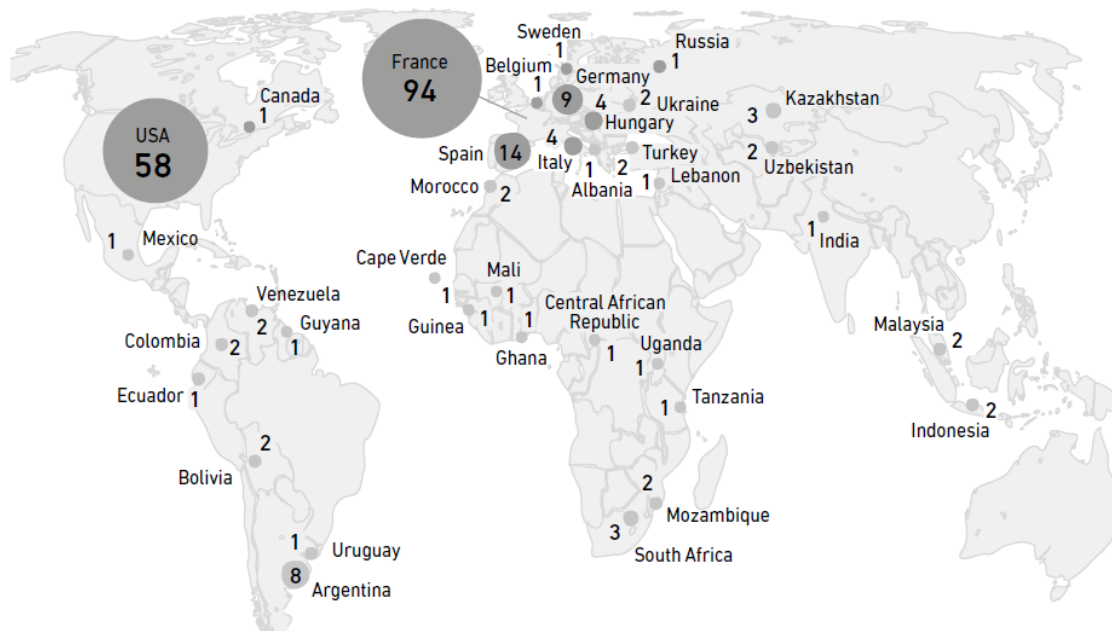 Sweden
1
Russia
1
France
94
Belgium
1
Germany
9
4
Hungary
2
Ukraine
Kazakhstan
3
Canada
1
USA
58
Spain
14
4
Italy
1
Albania
2
Turkey
1
Lebanon
2
Uzbekistan
Morocco
2
1
Mexico
1
India
Cape Verde
1
Mali
1
Guinea
1
1
Ghana
Central African
Republic
1
Uganda
1
1
Tanzania
Venezuela
2
Guyana
1
Colombia
2
Ecuador
1
Malaysia
2
2
Indonesia
2
Bolivia
2
Mozambique
3
South Africa
1
Uruguay
8
Argentina